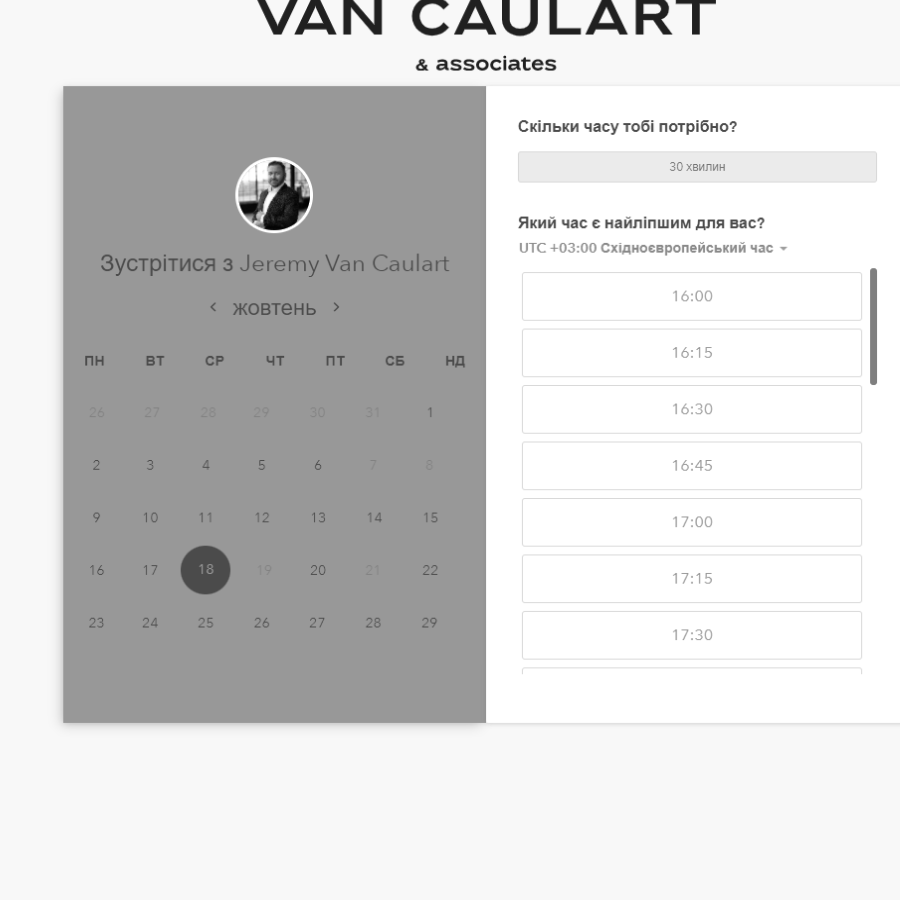 VAN CAULART
& associates
Зустрітися з Jeremy Van Caulart
жовтень
ПН ВТ СР ЧТ ПТ СБ НД
26 27 28 29 30 31 1
2 3 4 5 6 7 8
9 10 11 12 13 14 15
16 17 18 19 20 21 22
23 24 25 26 27 28 29
Скільки часу тобі потрібно?
30 хвилин
Який час є найліпшим для вас?
UTC +03:00 Східноєвропейський час
16:00
16:15
16:30
16:45
17:00
17:15
17:30